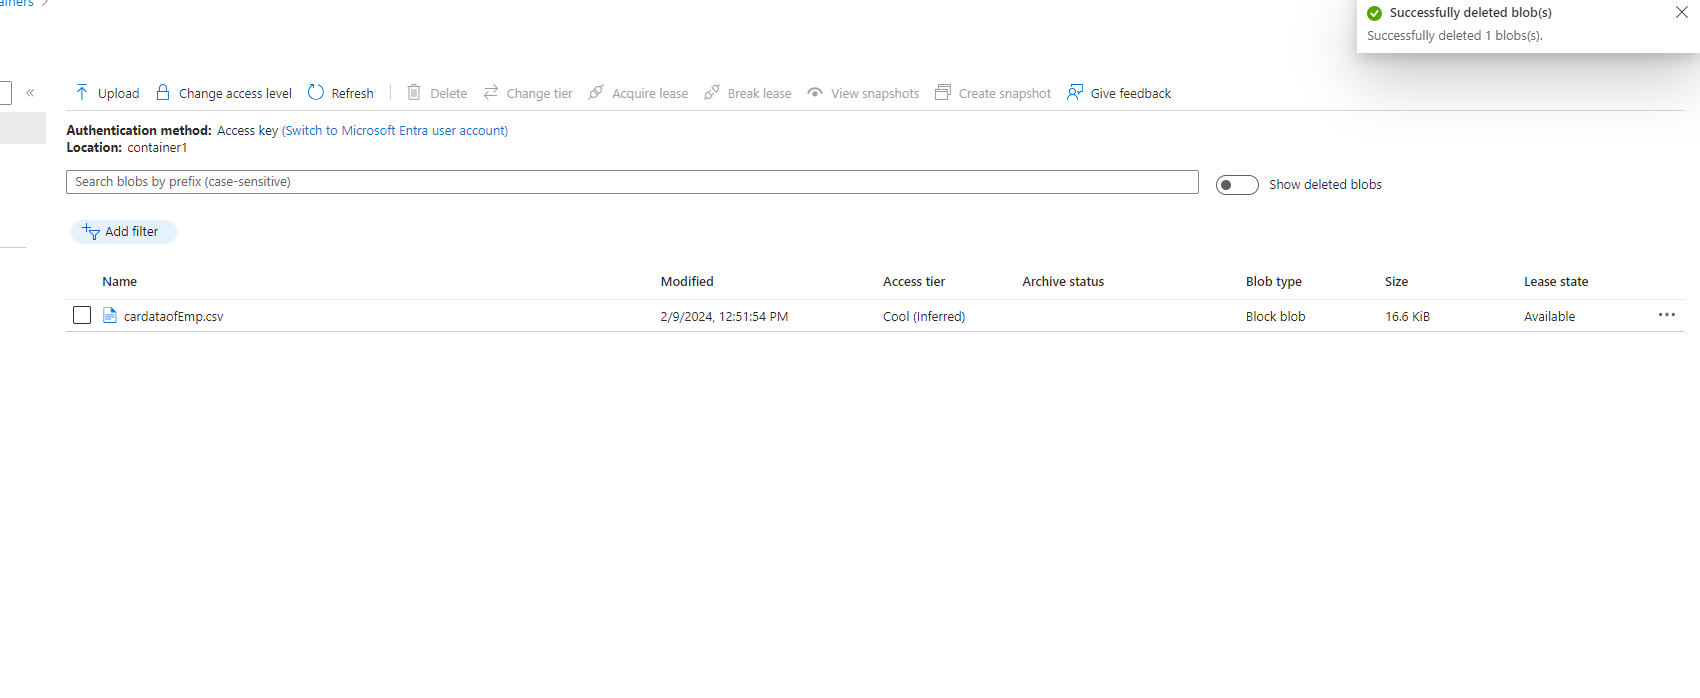 Successfully deleted blob(s)
Successfully deleted 1 blobs(s).
Upload Change access level Refresh Delete Change tier Acquire lease Break lease View snapshots Create snapshot Give feedback
Authentication method: Access key (Switch to Microsoft Entra user account)
Location: container1
Search blobs by prefix (case-sensitive) Show deleted blobs
Add filter
Name Modified Access tier Archive status Blob type Size Lease state
cardataofEmp.csv 2/9/2024, 12:51:54 PM Cool (Inferred) Block blob 16.6 KiB Available